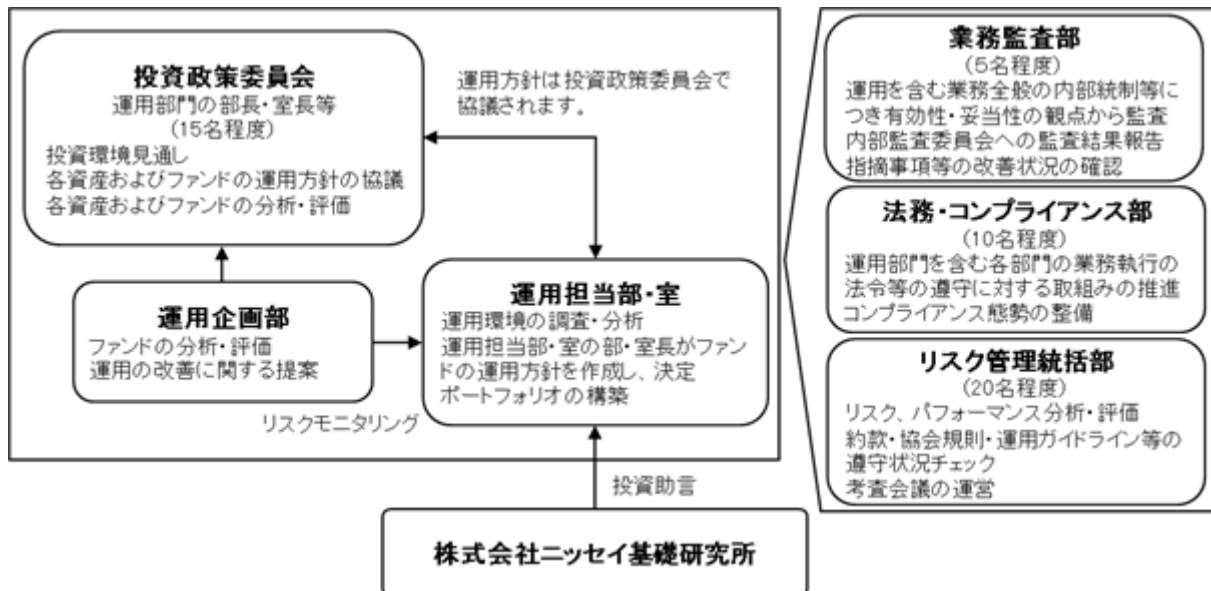 投資政策委員会
運用部門の部長・室長等
(15名程度)
投資環境見通し
各資産およびファンドの運用方針の協議
各資産およびファンドの分析・評価
運用方針は投資政策委員会で
協議されます。
運用企画部
ファンドの分析・評価
運用の改善に関する提案
リスクモニタリング
運用担当部・室
運用環境の調査・分析
運用担当部・室の部・室長がファン
ドの運用方針を作成し、決定
ポートフォリオの構築
投資助言
株式会社ニッセイ基礎研究所
業務監査部
(5名程度)
運用を含む業務全般の内部統制等に
つき有効性・妥当性の観点から監査
内部監査委員会への監査結果報告
指摘事項等の改善状況の確認
法務・コンプライアンス部
(10名程度)
運用部門を含む各部門の業務執行の
法令等の遵守に対する取組みの推進
コンプライアンス態勢の整備
リスク管理統括部
(20名程度)
リスク、パフォーマンス分析・評価
約款・協会規則・運用ガイドライン等の
遵守状況チェック
考査会議の運営